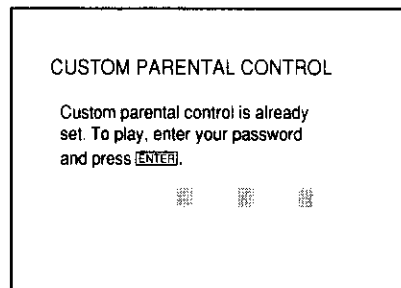 CUSTOM PARENTAL CONTROL
Custom parental control is already
set. To play, enter your password
and press ENTER.